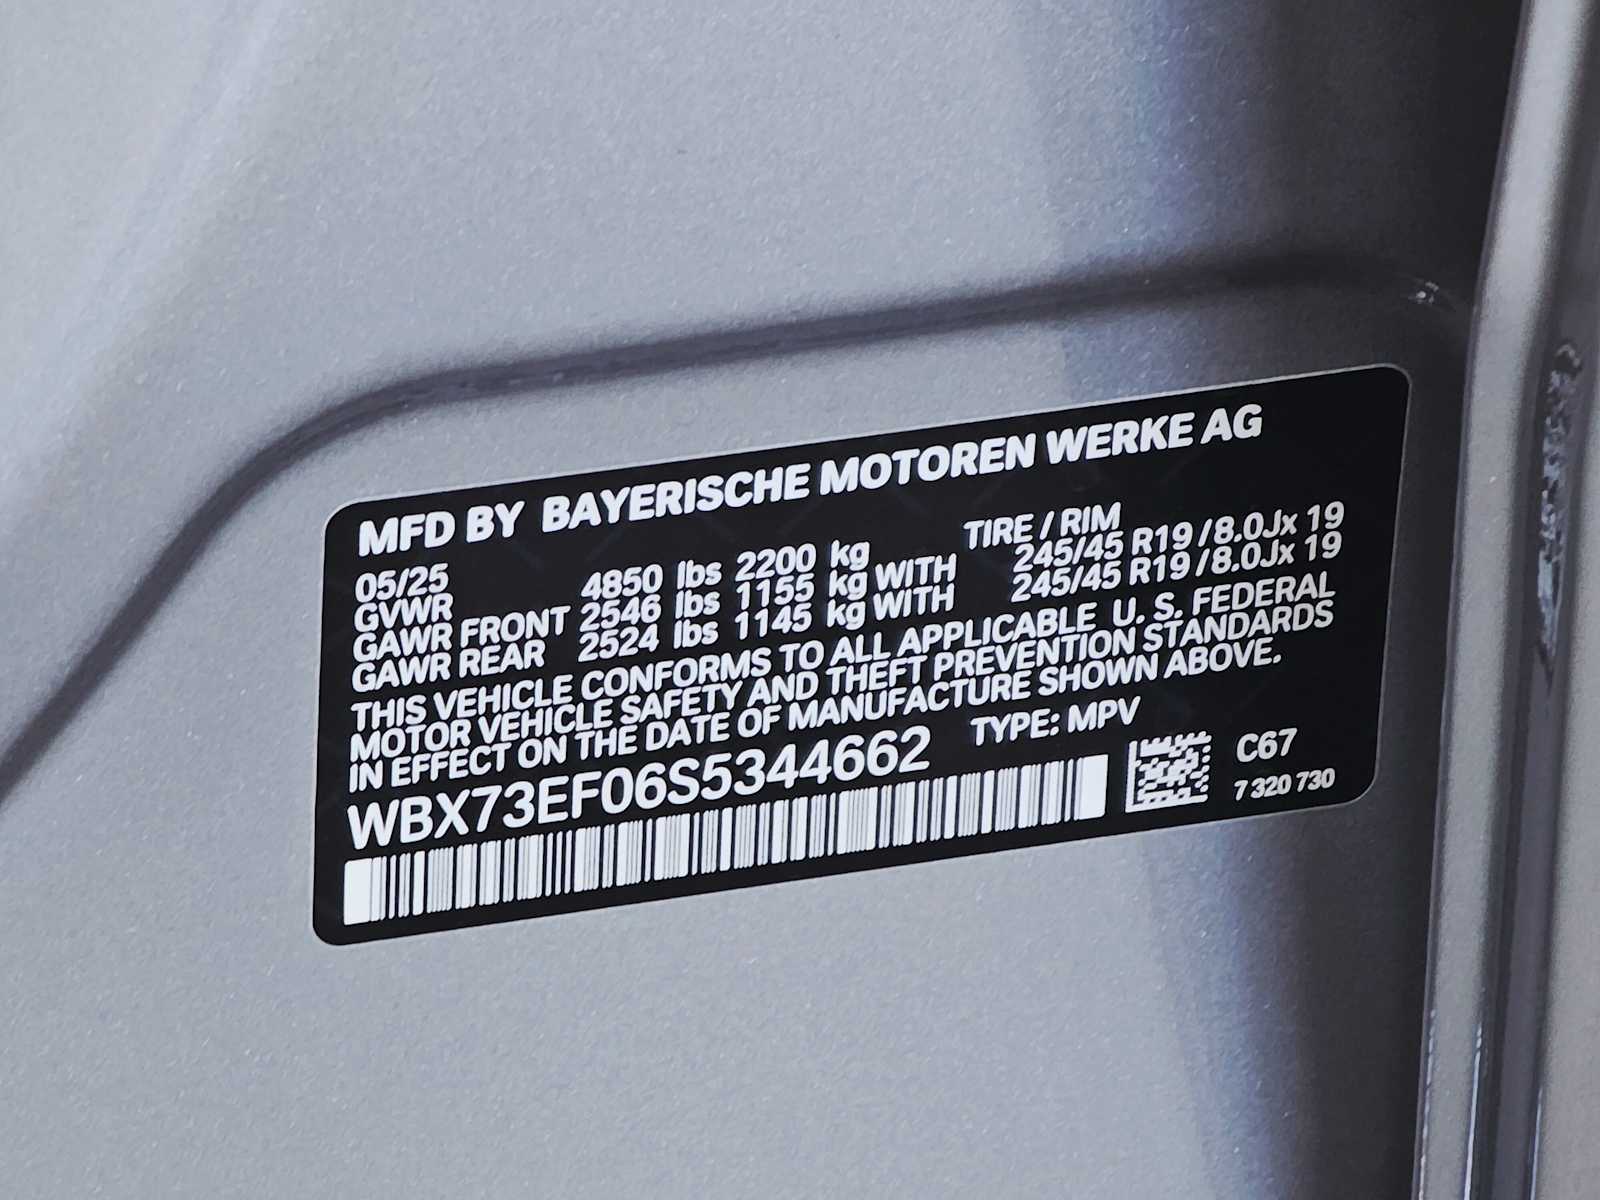 MFD BY BAYERISCHE MOTOREN WERKE AG
05/25 TIRE / RIM
GVWR 4850 lbs 2200 kg
GAWR FRONT 2546 lbs 1155 kg WITH 245/45 R19 / 8.0Jx 19
GAWR REAR 2524 lbs 1145 kg WITH 245/45 R19 / 8.0Jx 19
THIS VEHICLE CONFORMS TO ALL APPLICABLE U. S. FEDERAL
MOTOR VEHICLE SAFETY AND THEFT PREVENTION STANDARDS
IN EFFECT ON THE DATE OF MANUFACTURE SHOWN ABOVE.
WBX73EF06S5344662 TYPE: MPV
C67
7 320 730